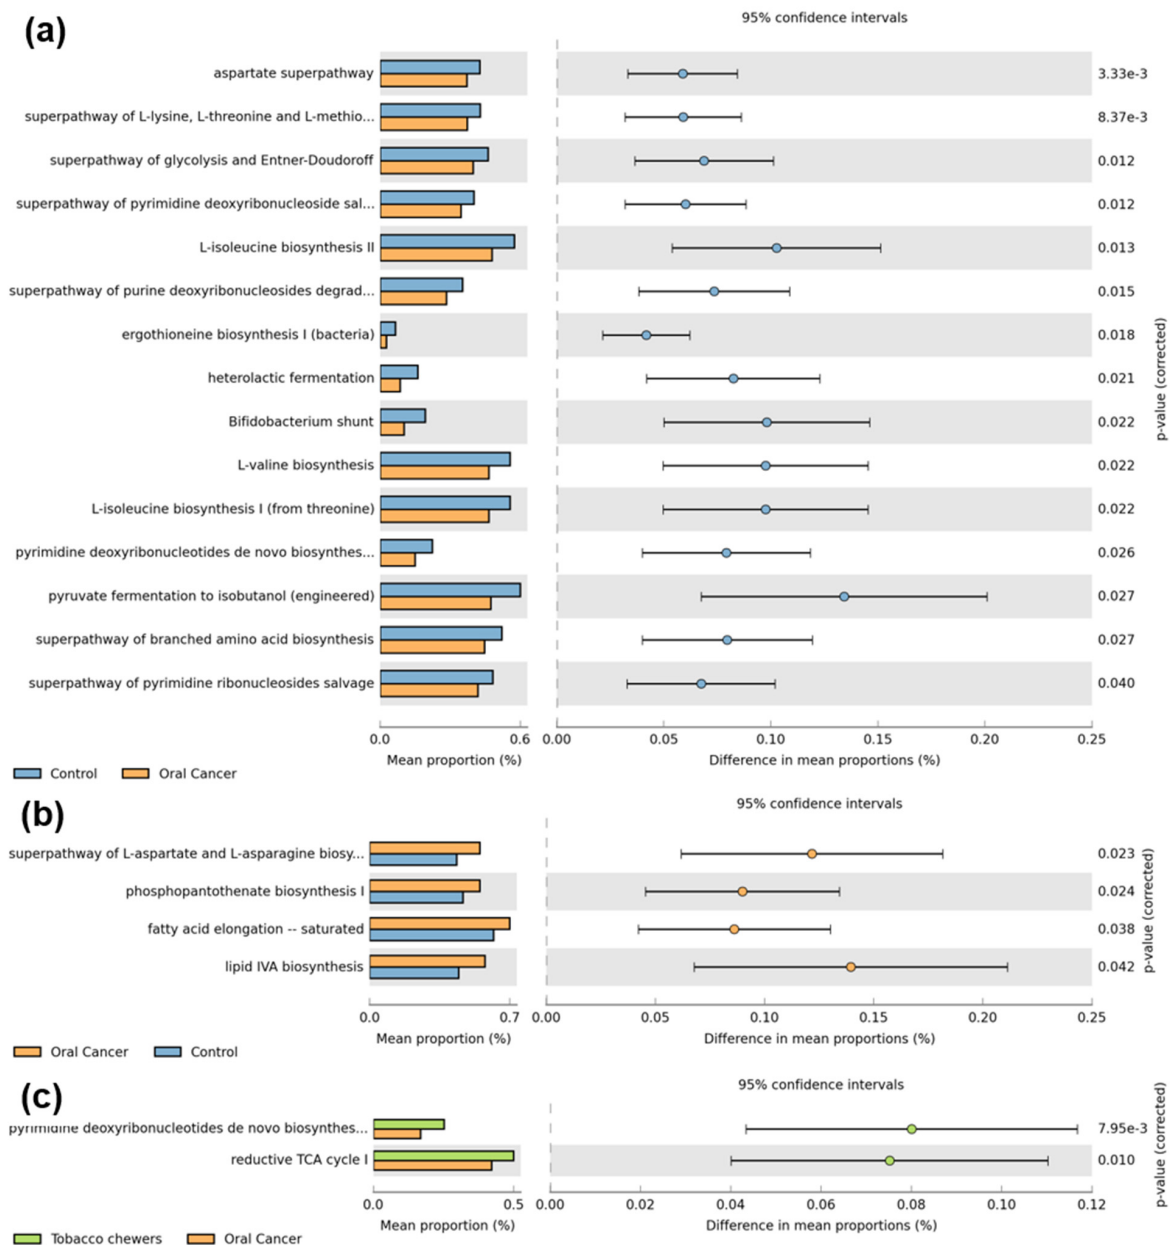 (a)
95% confidence intervals
aspartate superpathway
3.33e-3
superpathway of L-lysine, L-threonine and L-methio...
8.37e-3
superpathway of glycolysis and Entner-Doudoroff
0.012
superpathway of pyrimidine deoxyribonucleoside sal...
0.012
L-isoleucine biosynthesis II
0.013
superpathway of purine deoxyribonucleosides degrad...
0.015
ergothioneine biosynthesis I (bacteria)
0.018
heterolactic fermentation
0.021
Bifidobacterium shunt
0.022
L-valine biosynthesis
0.022
L-isoleucine biosynthesis I (from threonine)
0.022
pyrimidine deoxyribonucleotides de novo biosynthes...
0.026
pyruvate fermentation to isobutanol (engineered)
0.027
superpathway of branched amino acid biosynthesis
0.027
superpathway of pyrimidine ribonucleosides salvage
0.040
p-value (corrected)
0.0 0.6 0.00 0.05 0.10 0.15 0.20 0.25
Mean proportion (%) Difference in mean proportions (%)
Control Oral Cancer
(b)
95% confidence intervals
superpathway of L-aspartate and L-asparagine biosy...
0.023
phosphopantothenate biosynthesis I
0.024
fatty acid elongation -- saturated
0.038
lipid IVA biosynthesis
0.042
p-value (corrected)
0.0 0.7 0.00 0.05 0.10 0.15 0.20 0.25
Mean proportion (%) Difference in mean proportions (%)
Oral Cancer Control
(c)
95% confidence intervals
pyrimidine deoxyribonucleotides de novo biosynthes...
7.95e-3
reductive TCA cycle I
0.010
p-value (corrected)
0.0 0.5 0.00 0.02 0.04 0.06 0.08 0.10 0.12
Mean proportion (%) Difference in mean proportions (%)
Tobacco chewers Oral Cancer